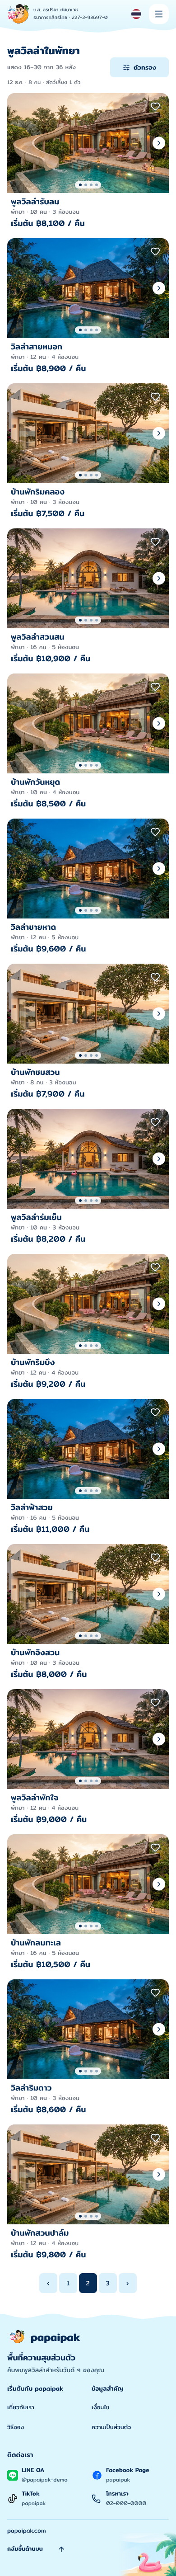 น.ส. อรปรียา ทัศนาเวช
ธนาคารกสิกรไทย 227-2-93697-0
พูลวิลล่าในพัทยา
แสดง 16–30 จาก 36 หลัง
12 ธ.ค. · 8 คน · สัตว์เลี้ยง 1 ตัว
ตัวกรอง
พูลวิลล่ารับลม
พัทยา · 10 คน · 3 ห้องนอน
เริ่มต้น ฿8,100 / คืน
วิลล่าสายหมอก
พัทยา · 12 คน · 4 ห้องนอน
เริ่มต้น ฿8,900 / คืน
บ้านพักริมคลอง
พัทยา · 10 คน · 3 ห้องนอน
เริ่มต้น ฿7,500 / คืน
พูลวิลล่าสวนสน
พัทยา · 16 คน · 5 ห้องนอน
เริ่มต้น ฿10,900 / คืน
บ้านพักวันหยุด
พัทยา · 10 คน · 4 ห้องนอน
เริ่มต้น ฿8,500 / คืน
วิลล่าชายหาด
พัทยา · 12 คน · 5 ห้องนอน
เริ่มต้น ฿9,600 / คืน
บ้านพักชมสวน
พัทยา · 8 คน · 3 ห้องนอน
เริ่มต้น ฿7,900 / คืน
พูลวิลล่าร่มเย็น
พัทยา · 10 คน · 3 ห้องนอน
เริ่มต้น ฿8,200 / คืน
บ้านพักริมบึง
พัทยา · 12 คน · 4 ห้องนอน
เริ่มต้น ฿9,200 / คืน
วิลล่าฟ้าสวย
พัทยา · 16 คน · 5 ห้องนอน
เริ่มต้น ฿11,000 / คืน
บ้านพักอิงสวน
พัทยา · 10 คน · 3 ห้องนอน
เริ่มต้น ฿8,000 / คืน
พูลวิลล่าพักใจ
พัทยา · 12 คน · 4 ห้องนอน
เริ่มต้น ฿9,000 / คืน
บ้านพักลมทะเล
พัทยา · 16 คน · 5 ห้องนอน
เริ่มต้น ฿10,500 / คืน
วิลล่าริมดาว
พัทยา · 10 คน · 3 ห้องนอน
เริ่มต้น ฿8,600 / คืน
บ้านพักสวนปาล์ม
พัทยา · 12 คน · 4 ห้องนอน
เริ่มต้น ฿9,800 / คืน
‹ 1 2 3 ›
papaipak
พื้นที่ความสุขส่วนตัว
ค้นพบพูลวิลล่าสำหรับวันดี ๆ ของคุณ
เริ่มต้นกับ papaipak
ข้อมูลสำคัญ
เกี่ยวกับเรา
เงื่อนไข
วิธีจอง
ความเป็นส่วนตัว
ติดต่อเรา
LINE OA
@papaipak-demo
Facebook Page
papaipak
TikTok
papaipak
โทรหาเรา
02-000-0000
papaipak.com
กลับขึ้นด้านบน